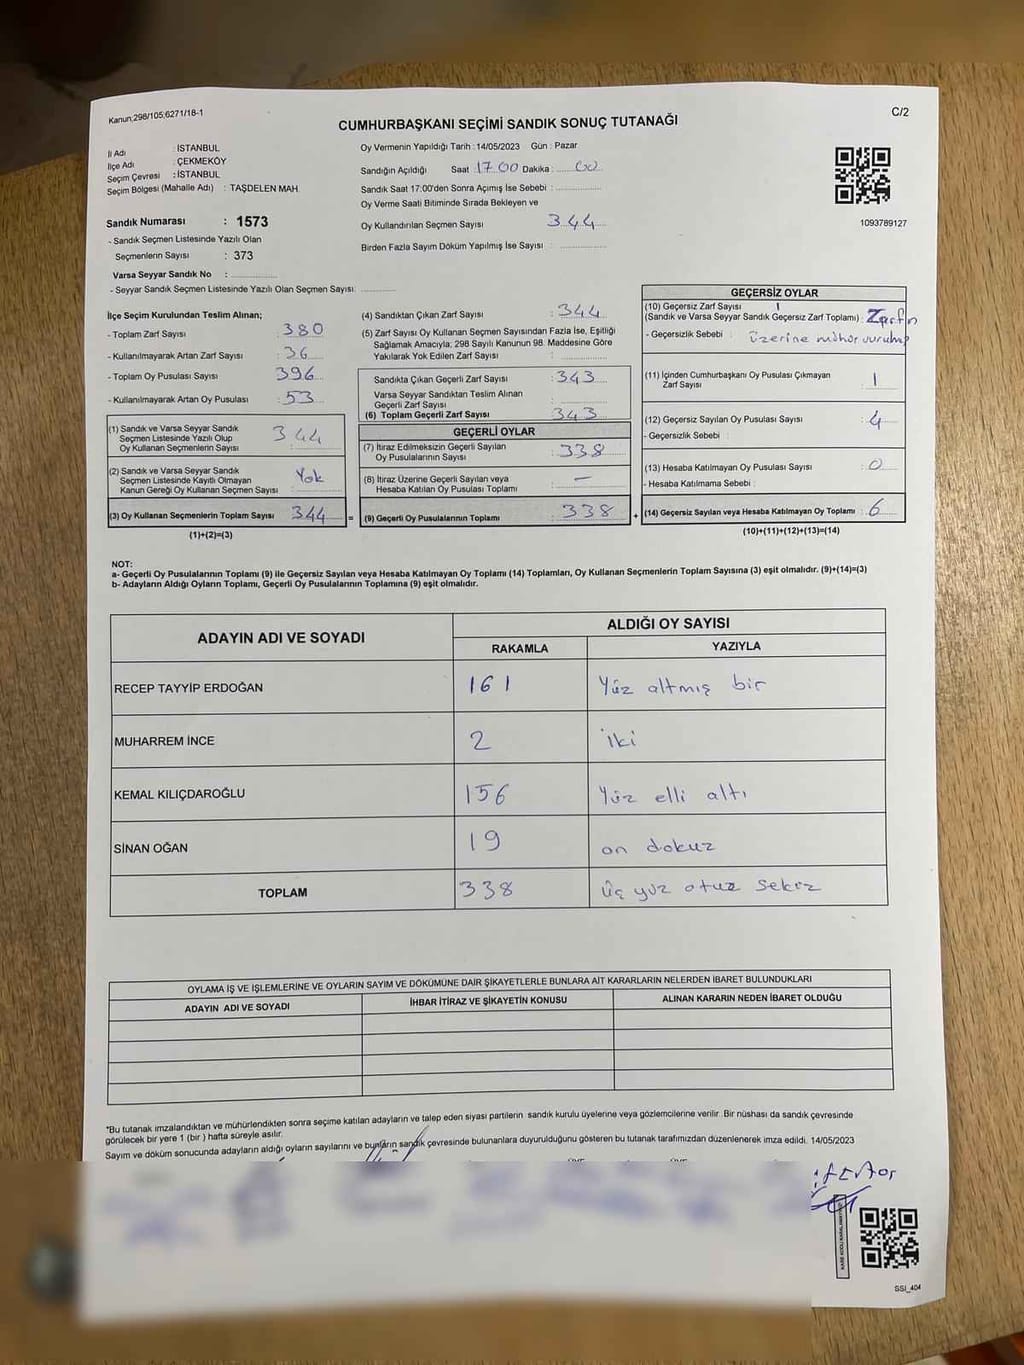 Kanun;298/105;6271/18-1
C/2
CUMHURBAŞKANI SEÇİMİ SANDIK SONUÇ TUTANAĞI
İl Adı : İSTANBUL
İlçe Adı : ÇEKMEKÖY
Seçim Çevresi : İSTANBUL
Seçim Bölgesi (Mahalle Adı) : TAŞDELEN MAH.
Sandık Numarası : 1573
- Sandık Seçmen Listesinde Yazılı Olan
Seçmenlerin Sayısı : 373
Varsa Seyyar Sandık No :
- Seyyar Sandık Seçmen Listesinde Yazılı Olan Seçmen Sayısı:
Oy Vermenin Yapıldığı Tarih : 14/05/2023 Gün : Pazar
Sandığın Açıldığı Saat : 17.00 Dakika : 00
Sandık Saat 17:00'den Sonra Açımış İse Sebebi :
Oy Verme Saati Bitiminde Sırada Bekleyen ve
Oy Kullandırılan Seçmen Sayısı : 344
Birden Fazla Sayım Döküm Yapılmış İse Sayısı :
1093789127
İlçe Seçim Kurulundan Teslim Alınan;
- Toplam Zarf Sayısı : 380
- Kullanılmayarak Artan Zarf Sayısı : 36
- Toplam Oy Pusulası Sayısı : 396
- Kullanılmayarak Artan Oy Pusulası : 53
(1) Sandık ve Varsa Seyyar Sandık
Seçmen Listesinde Yazılı Olup
Oy Kullanan Seçmenlerin Sayısı : 344
(2) Sandık ve Varsa Seyyar Sandık
Seçmen Listesinde Kayıtlı Olmayan
Kanun Gereği Oy Kullanan Seçmen Sayısı : Yok
(3) Oy Kullanan Seçmenlerin Toplam Sayısı : 344
(1)+(2)=(3)
(4) Sandıktan Çıkan Zarf Sayısı : 344
(5) Zarf Sayısı Oy Kullanan Seçmen Sayısından Fazla İse, Eşitliği
Sağlamak Amacıyla; 298 Sayılı Kanunun 98. Maddesine Göre
Yakılarak Yok Edilen Zarf Sayısı :
Sandıkta Çıkan Geçerli Zarf Sayısı : 343
Varsa Seyyar Sandıktan Teslim Alınan
Geçerli Zarf Sayısı :
(6) Toplam Geçerli Zarf Sayısı : 343
GEÇERLİ OYLAR
(7) İtiraz Edilmeksizin Geçerli Sayılan
Oy Pusulalarının Sayısı : 338
(8) İtiraz Üzerine Geçerli Sayılan veya
Hesaba Katılan Oy Pusulası Toplamı : —
= (9) Geçerli Oy Pusulalarının Toplamı : 338
GEÇERSİZ OYLAR
(10) Geçersiz Zarf Sayısı 1
(Sandık ve Varsa Seyyar Sandık Geçersiz Zarf Toplamı) : Zarfın
- Geçersizlik Sebebi : üzerine mühür vurulmuş
(11) İçinden Cumhurbaşkanı Oy Pusulası Çıkmayan
Zarf Sayısı : 1
(12) Geçersiz Sayılan Oy Pusulası Sayısı : 4
- Geçersizlik Sebebi :
(13) Hesaba Katılmayan Oy Pusulası Sayısı : 0
- Hesaba Katılmama Sebebi :
+ (14) Geçersiz Sayılan veya Hesaba Katılmayan Oy Toplamı : 6
(10)+(11)+(12)+(13)=(14)
NOT:
a- Geçerli Oy Pusulalarının Toplamı (9) ile Geçersiz Sayılan veya Hesaba Katılmayan Oy Toplamı (14) Toplamları, Oy Kullanan Seçmenlerin Toplam Sayısına (3) eşit olmalıdır. (9)+(14)=(3)
b- Adayların Aldığı Oyların Toplamı, Geçerli Oy Pusulalarının Toplamına (9) eşit olmalıdır.
ADAYIN ADI VE SOYADI
ALDIĞI OY SAYISI
RAKAMLA YAZIYLA
RECEP TAYYİP ERDOĞAN 161 Yüz altmış bir
MUHARREM İNCE 2 iki
KEMAL KILIÇDAROĞLU 156 Yüz elli altı
SİNAN OĞAN 19 on dokuz
TOPLAM 338 üç yüz otuz sekiz
OYLAMA İŞ VE İŞLEMLERİNE VE OYLARIN SAYIM VE DÖKÜMÜNE DAİR ŞİKAYETLERLE BUNLARA AİT KARARLARIN NELERDEN İBARET BULUNDUKLARI
ADAYIN ADI VE SOYADI İHBAR İTİRAZ VE ŞİKAYETİN KONUSU ALINAN KARARIN NEDEN İBARET OLDUĞU
*Bu tutanak imzalandıktan ve mühürlendikten sonra seçime katılan adayların ve talep eden siyasi partilerin sandık kurulu üyelerine veya gözlemcilerine verilir. Bir nüshası da sandık çevresinde
görülecek bir yere 1 (bir ) hafta süreyle asılır.
Sayım ve döküm sonucunda adayların aldığı oyların sayılarını ve bunların sandık çevresinde bulunanlara duyurulduğunu gösteren bu tutanak tarafımızdan düzenlenerek imza edildi. 14/05/2023
SSI_404